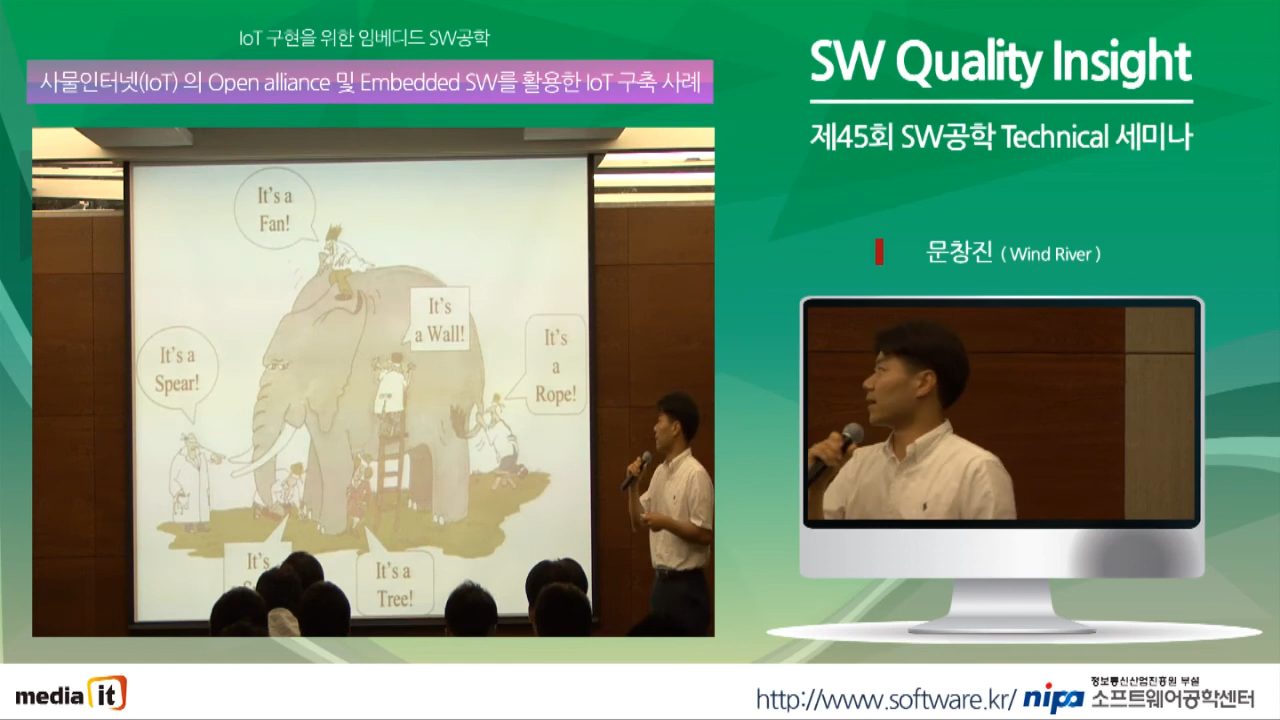 IoT 구현을 위한 임베디드 SW공학
사물인터넷(IoT) 의 Open alliance 및 Embedded SW를 활용한 IoT 구축 사례
SW Quality Insight
제45회 SW공학 Technical 세미나
문창진 ( Wind River )
It's a
Fan!
It's
a Wall!
It's
a
Rope!
It's a
Spear!
It's
It's a
Tree!
media it
http://www.software.kr/
nipa
정보통신산업진흥원 부설
소프트웨어공학센터